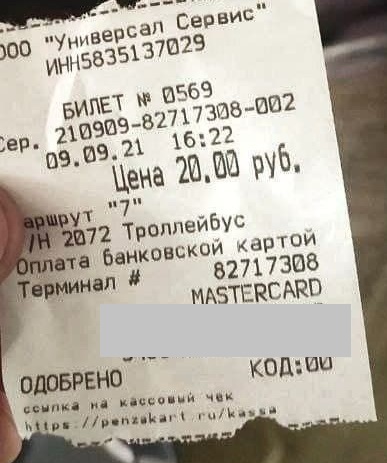 ООО "Универсал Сервис"
ИНН5835137029
БИЛЕТ № 0569
Сер. 210909-82717308-002
09.09.21 16:22
Цена 20.00 руб.
аршрут "7"
/Н 2072 Троллейбус
Оплата банковской картой
Терминал # 82717308
MASTERCARD
ОДОБРЕНО КОД:00
ссылка на кассовый чек
https://penzakart.ru/kassa